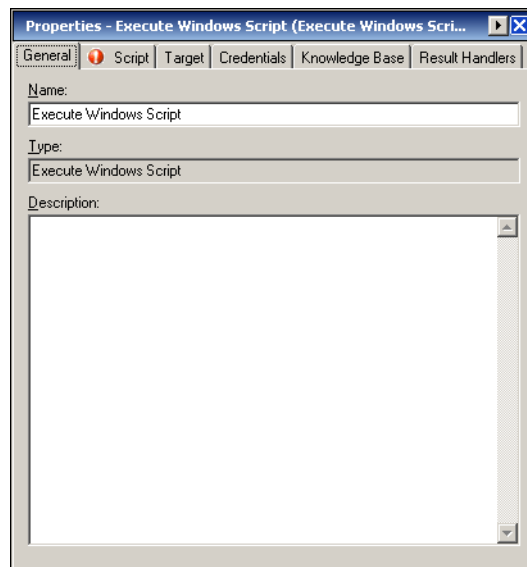 Properties - Execute Windows Script (Execute Windows Scri...
General Script Target Credentials Knowledge Base Result Handlers
Name:
Execute Windows Script
Type:
Execute Windows Script
Description: